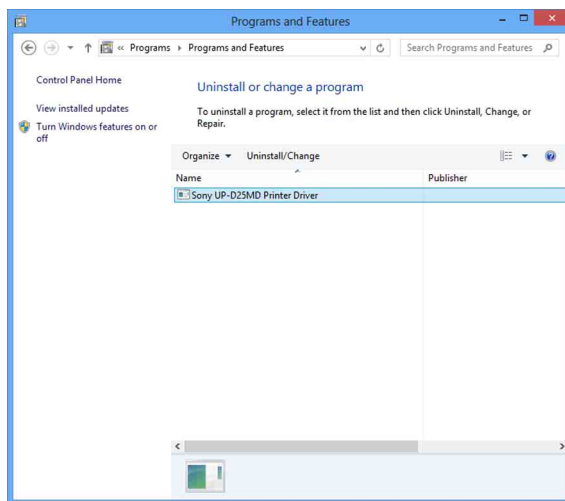 Programs and Features
« Programs ▸ Programs and Features
Search Programs and Features
Control Panel Home
View installed updates
Turn Windows features on or
off
Uninstall or change a program
To uninstall a program, select it from the list and then click Uninstall, Change, or
Repair.
Organize Uninstall/Change
Name Publisher
Sony UP-D25MD Printer Driver